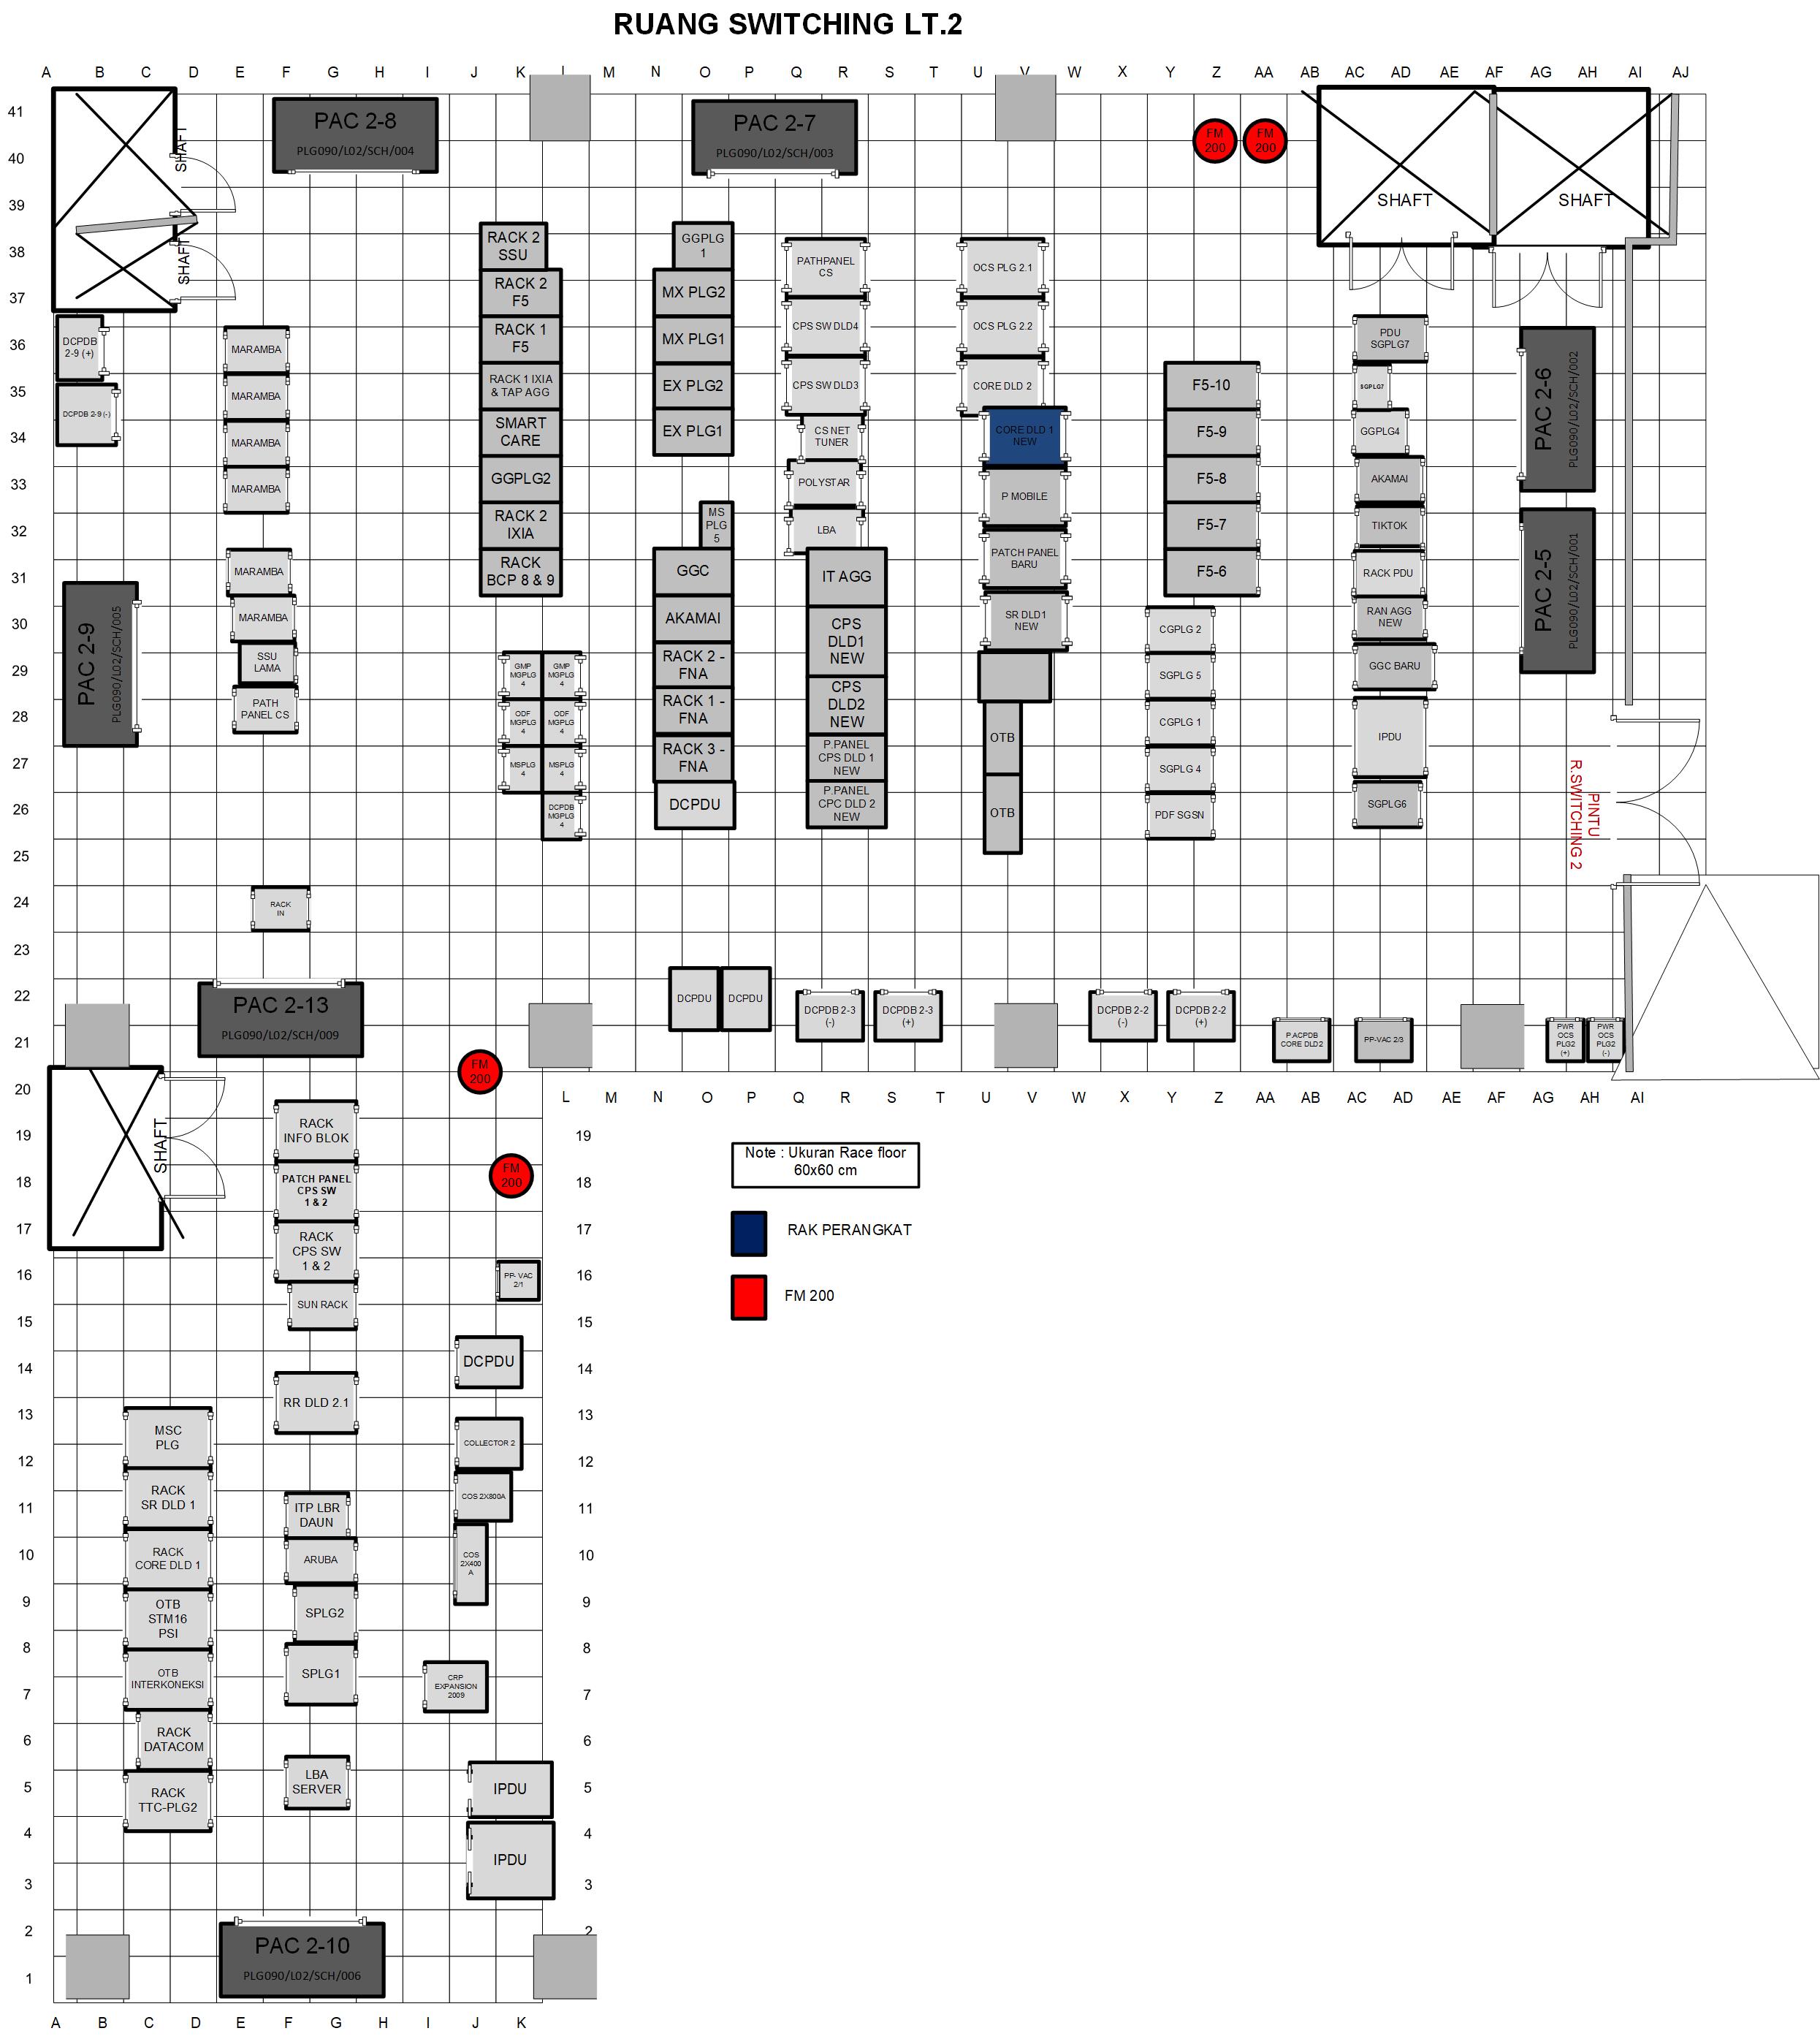 RUANG SWITCHING LT.2
A B C D E F G H I J K L M N O P Q R S T U V W X Y Z AA AB AC AD AE AF AG AH AI AJ
41
40
39
38
37
36
35
34
33
32
31
30
29
28
27
26
25
24
23
22
21
20
19
18
17
16
15
14
13
12
11
10
9
8
7
6
5
4
3
2
1
SHAFT
SHAFT
PAC 2-8
PLG090/L02/SCH/004
PAC 2-7
PLG090/L02/SCH/003
FM
200
FM
200
SHAFT
SHAFT
DCPDB
2-9 (+)
DCPDB 2-9 (-)
PAC 2-9
PLG090/L02/SCH/005
MARAMBA
MARAMBA
MARAMBA
MARAMBA
MARAMBA
MARAMBA
SSU
LAMA
PATH
PANEL CS
RACK
IN
RACK 2
SSU
RACK 2
F5
RACK 1
F5
RACK 1 IXIA
& TAP AGG
SMART
CARE
GGPLG2
RACK 2
IXIA
RACK
BCP 8 & 9
GMP
MGPLG
4
GMP
MGPLG
4
ODF
MGPLG
4
ODF
MGPLG
4
MSPLG
4
MSPLG
4
DCPDB
MGPLG
4
GGPLG
1
MX PLG2
MX PLG1
EX PLG2
EX PLG1
MS
PLG
5
GGC
AKAMAI
RACK 2 -
FNA
RACK 1 -
FNA
RACK 3 -
FNA
DCPDU
PATHPANEL
CS
CPS SW DLD4
CPS SW DLD3
CS NET
TUNER
POLYSTAR
LBA
IT AGG
CPS
DLD1
NEW
CPS
DLD2
NEW
P.PANEL
CPS DLD 1
NEW
P.PANEL
CPC DLD 2
NEW
OCS PLG 2.1
OCS PLG 2.2
CORE DLD 2
CORE DLD 1
NEW
P MOBILE
PATCH PANEL
BARU
SR DLD1
NEW
OTB
OTB
F5-10
F5-9
F5-8
F5-7
F5-6
CGPLG 2
SGPLG 5
CGPLG 1
SGPLG 4
PDF SGSN
PDU
SGPLG7
SGPLG7
GGPLG4
AKAMAI
TIKTOK
RACK PDU
RAN AGG
NEW
GGC BARU
IPDU
SGPLG6
PAC 2-6
PLG090/L02/SCH/002
PAC 2-5
PLG090/L02/SCH/001
PINTU
R.SWITCHING 2
PAC 2-13
PLG090/L02/SCH/009
DCPDU
DCPDU
DCPDB 2-3
(-)
DCPDB 2-3
(+)
DCPDB 2-2
(-)
DCPDB 2-2
(+)
P.ACPDB
CORE DLD2
PP-VAC 2/3
PWR
OCS
PLG2
(+)
PWR
OCS
PLG2
(-)
FM
200
L M N O P Q R S T U V W X Y Z AA AB AC AD AE AF AG AH AI
SHAFT
RACK
INFO BLOK
PATCH PANEL
CPS SW
1 & 2
RACK
CPS SW
1 & 2
SUN RACK
RR DLD 2.1
FM
200
PP- VAC
2/1
DCPDU
COLLECTOR 2
COS 2X800A
COS
2X400
A
MSC
PLG
RACK
SR DLD 1
RACK
CORE DLD 1
OTB
STM16
PSI
OTB
INTERKONEKSI
RACK
DATACOM
RACK
TTC-PLG2
ITP LBR
DAUN
ARUBA
SPLG2
SPLG1
LBA
SERVER
CRP
EXPANSION
2009
IPDU
IPDU
PAC 2-10
PLG090/L02/SCH/006
19
18
17
16
15
14
13
12
11
10
9
8
7
6
5
4
3
2
A B C D E F G H I J K
Note : Ukuran Race floor
60x60 cm
RAK PERANGKAT
FM 200